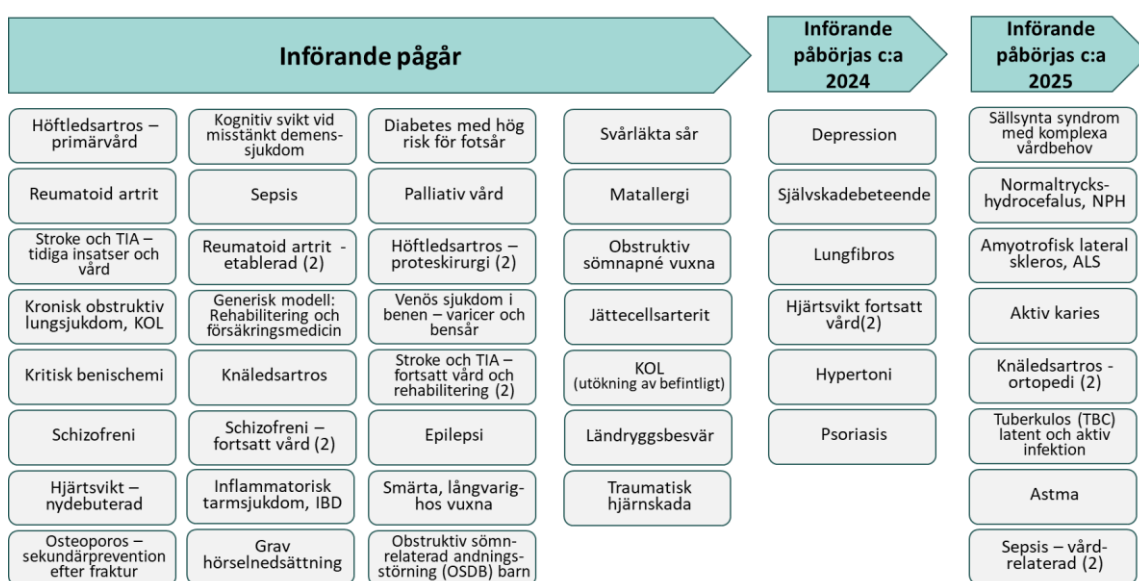 Införande pågår
Införande
påbörjas c:a
2024
Införande
påbörjas c:a
2025
Höftledsartros –
primärvård
Reumatoid artrit
Stroke och TIA –
tidiga insatser och
vård
Kronisk obstruktiv
lungsjukdom, KOL
Kritisk benischemi
Schizofreni
Hjärtsvikt –
nydebuterad
Osteoporos –
sekundärprevention
efter fraktur
Kognitiv svikt vid
misstänkt demens-
sjukdom
Sepsis
Reumatoid artrit -
etablerad (2)
Generisk modell:
Rehabilitering och
försäkringsmedicin
Knäledsartros
Schizofreni –
fortsatt vård (2)
Inflammatorisk
tarmsjukdom, IBD
Grav
hörselnedsättning
Diabetes med hög
risk för fotsår
Palliativ vård
Höftledsartros –
proteskirurgi (2)
Venös sjukdom i
benen – varicer och
bensår
Stroke och TIA –
fortsatt vård och
rehabilitering (2)
Epilepsi
Smärta, långvarig-
hos vuxna
Obstruktiv sömn-
relaterad andnings-
störning (OSDB) barn
Svårläkta sår
Matallergi
Obstruktiv
sömnapné vuxna
Jättecellsarterit
KOL
(utökning av befintligt)
Ländryggsbesvär
Traumatisk
hjärnskada
Depression
Självskadebeteende
Lungfibros
Hjärtsvikt fortsatt
vård(2)
Hypertoni
Psoriasis
Sällsynta syndrom
med komplexa
vårdbehov
Normaltrycks-
hydrocefalus, NPH
Amyotrofisk lateral
skleros, ALS
Aktiv karies
Knäledsartros -
ortopedi (2)
Tuberkulos (TBC)
latent och aktiv
infektion
Astma
Sepsis – vård-
relaterad (2)